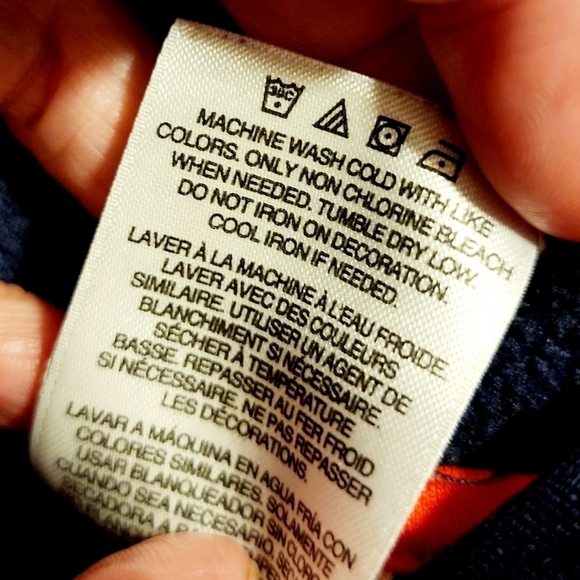 30C
MACHINE WASH COLD WITH LIKE
COLORS. ONLY NON CHLORINE BLEACH
WHEN NEEDED. TUMBLE DRY LOW.
DO NOT IRON ON DECORATION.
COOL IRON IF NEEDED.
LAVER À LA MACHINE À L'EAU FROIDE.
LAVER AVEC DES COULEURS
SIMILAIRE. UTILISER UN AGENT DE
BLANCHIMENT SI NÉCESSAIRE.
SÉCHER À TEMPÉRATURE
BASSE. REPASSER AU FER FROID
SI NÉCESSAIRE. NE PAS REPASSER
LES DÉCORATIONS.
LAVAR A MÁQUINA EN AGUA FRÍA CON
COLORES SIMILARES. SOLAMENTE
USAR BLANQUEADOR SIN CLORO
CUANDO SEA NECESARIO.
SECADORA A